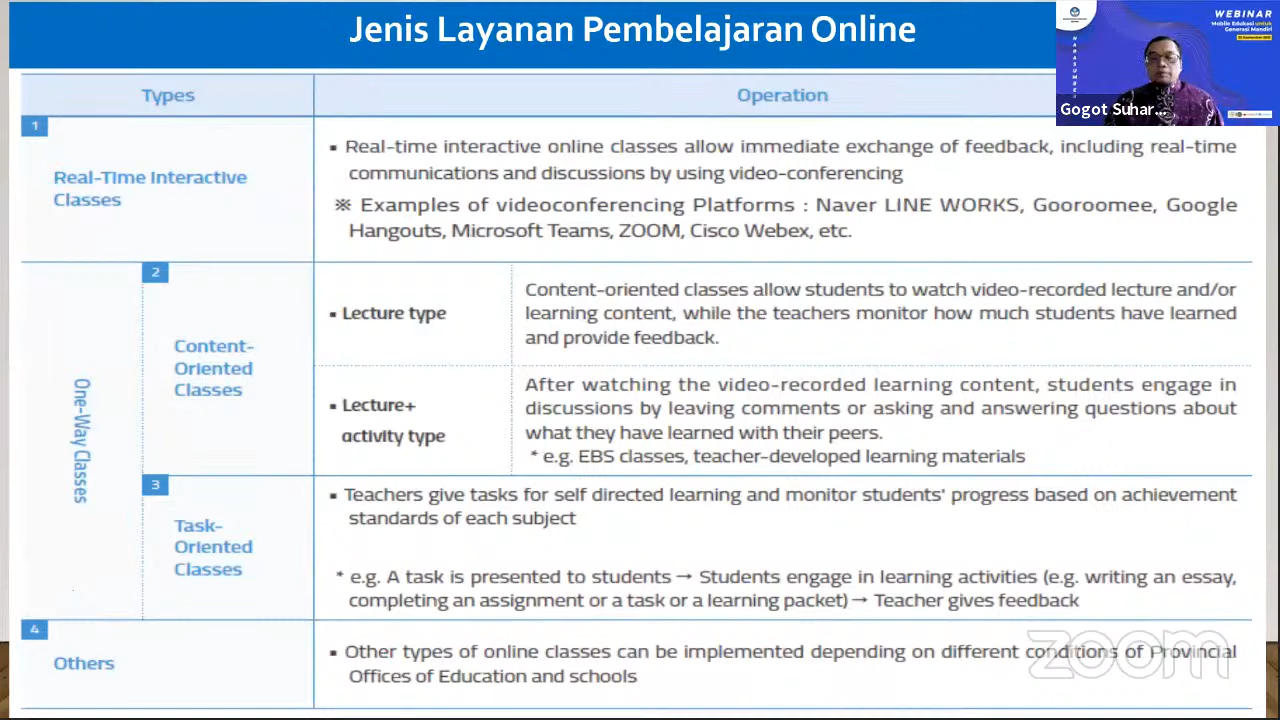 Jenis Layanan Pembelajaran Online
WEBINAR
Mobile Edukasi untuk
Generasi Mandiri
NARASUMBER
Gogot Suhar...
Types
Operation
1
Real-Time Interactive
Classes
▪ Real-time interactive online classes allow immediate exchange of feedback, including real-time
communications and discussions by using video-conferencing
※ Examples of videoconferencing Platforms : Naver LINE WORKS, Gooroomee, Google
Hangouts, Microsoft Teams, ZOOM, Cisco Webex, etc.
One-Way Classes
2
Content-
Oriented
Classes
▪ Lecture type
Content-oriented classes allow students to watch video-recorded lecture and/or
learning content, while the teachers monitor how much students have learned
and provide feedback.
▪ Lecture+
activity type
After watching the video-recorded learning content, students engage in
discussions by leaving comments or asking and answering questions about
what they have learned with their peers.
* e.g. EBS classes, teacher-developed learning materials
3
Task-
Oriented
Classes
▪ Teachers give tasks for self directed learning and monitor students' progress based on achievement
standards of each subject
* e.g. A task is presented to students → Students engage in learning activities (e.g. writing an essay,
completing an assignment or a task or a learning packet) → Teacher gives feedback
4
Others
▪ Other types of online classes can be implemented depending on different conditions of Provincial
Offices of Education and schools
zoom